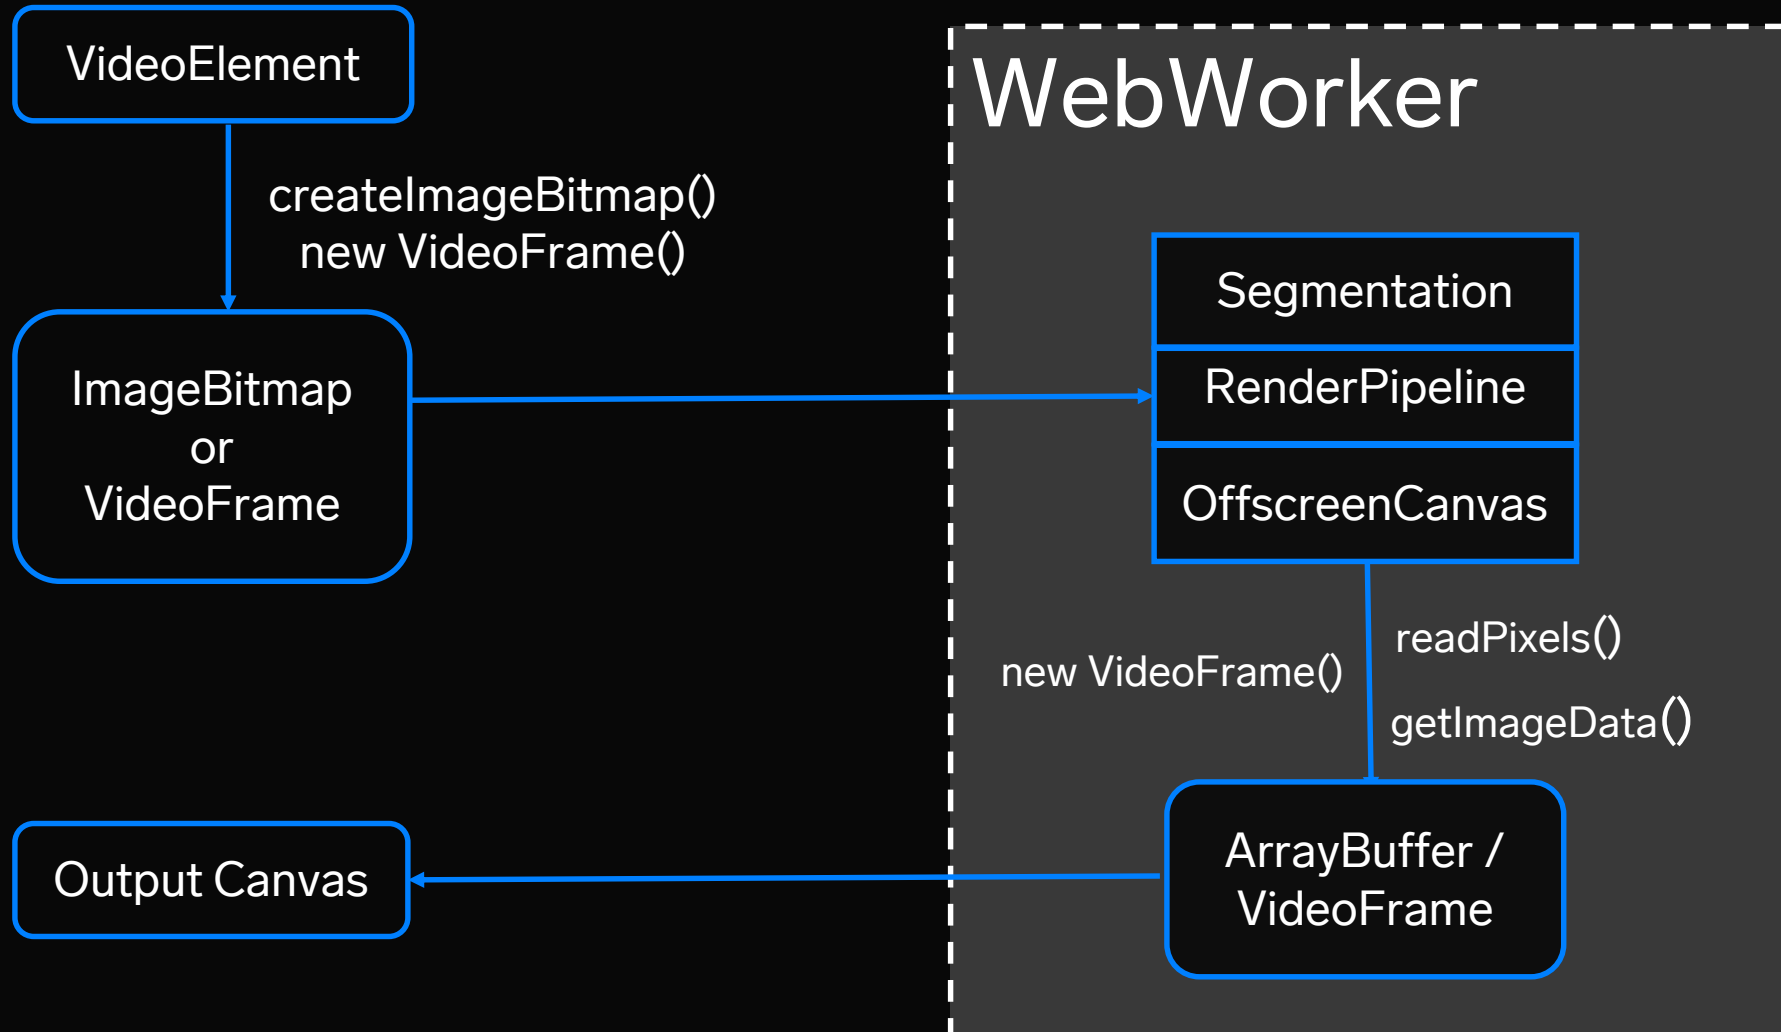 VideoElement
WebWorker
createImageBitmap()
new VideoFrame()
Segmentation
RenderPipeline
OffscreenCanvas
ImageBitmap
or
VideoFrame
new VideoFrame()
readPixels()
getImageData()
ArrayBuffer /
VideoFrame
Output Canvas